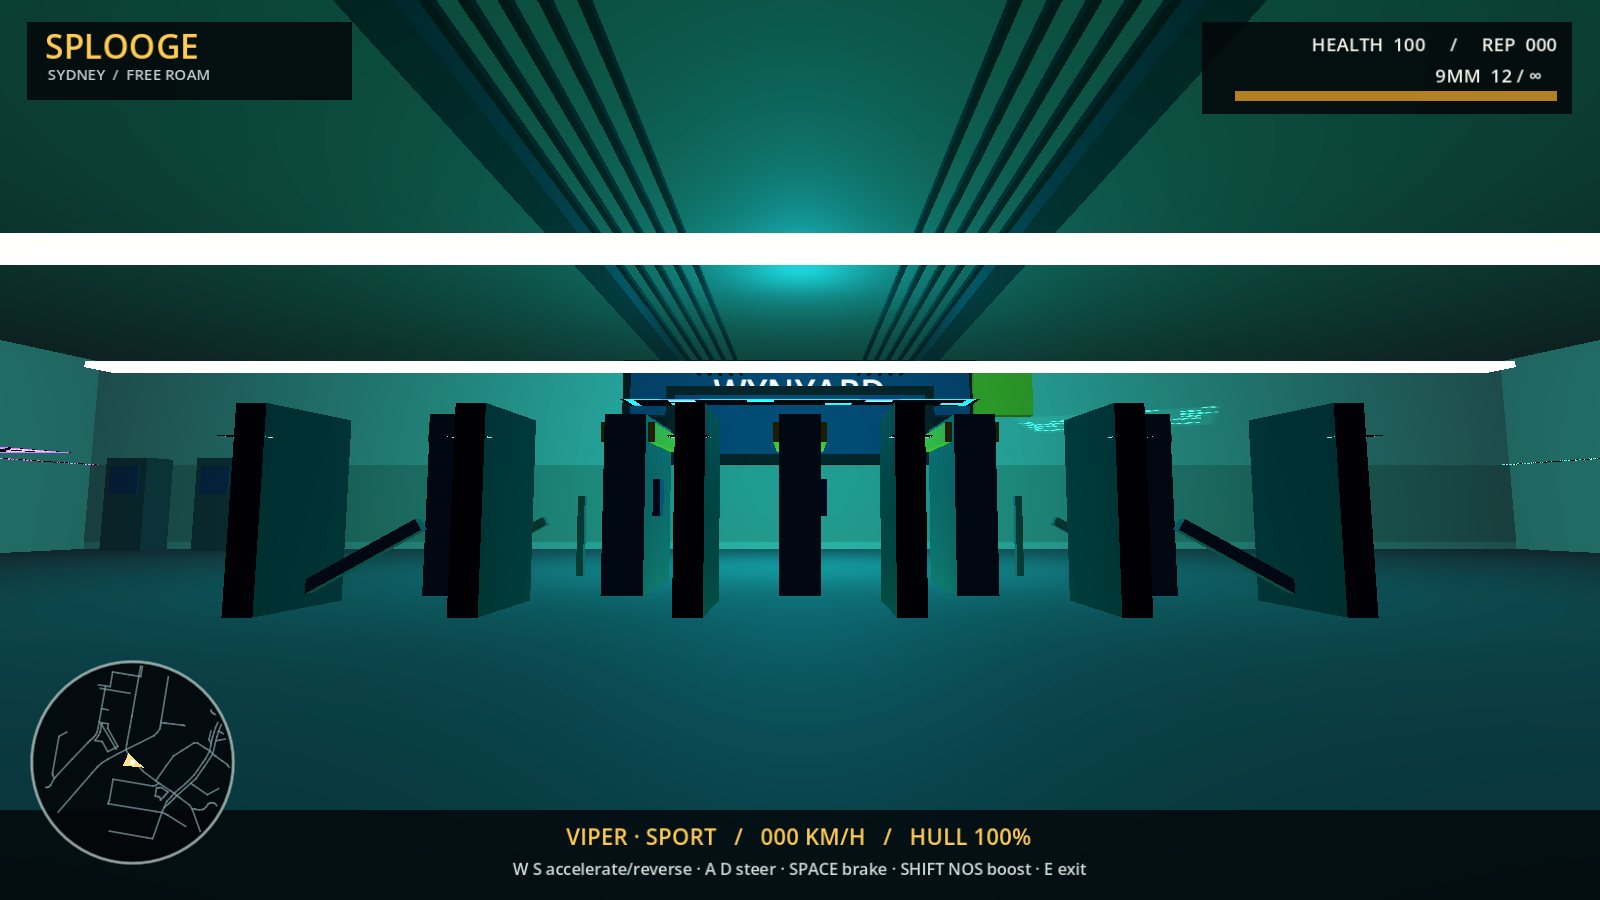 SPLOOGE
SYDNEY / FREE ROAM
HEALTH 100 / REP 000
9MM 12 / ∞
WYNYARD
VIPER · SPORT / 000 KM/H / HULL 100%
W S accelerate/reverse · A D steer · SPACE brake · SHIFT NOS boost · E exit